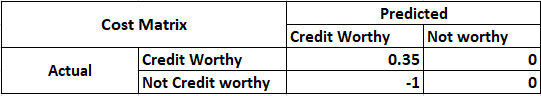 Cost Matrix Predicted
Credit Worthy Not worthy
Actual Credit Worthy 0.35 0
Not Credit worthy -1 0